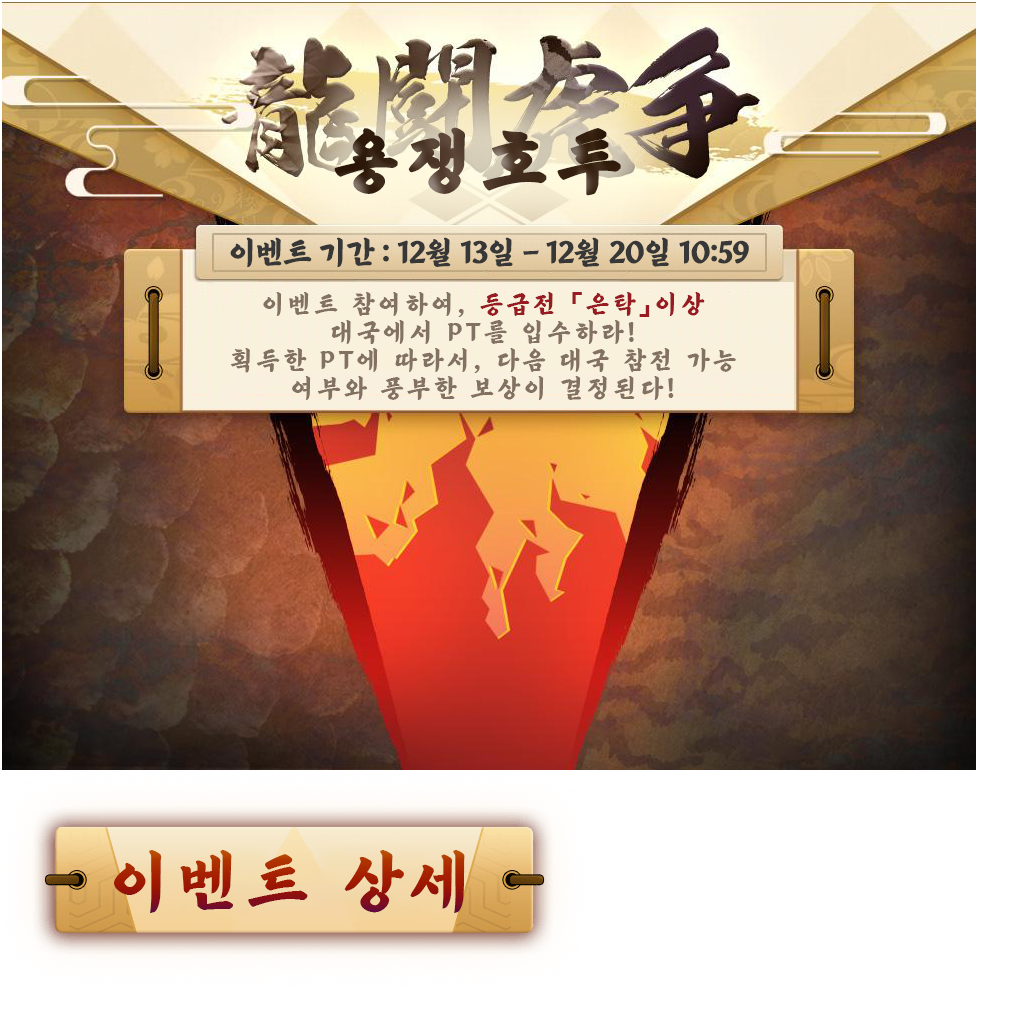 龍闘虎争
용쟁호투
이벤트 기간 : 12월 13일 - 12월 20일 10:59
이벤트 참여하여, 등급전 「은탁」이상
대국에서 PT를 입수하라!
획득한 PT에 따라서, 다음 대국 참전 가능
여부와 풍부한 보상이 결정된다!
이벤트 상세